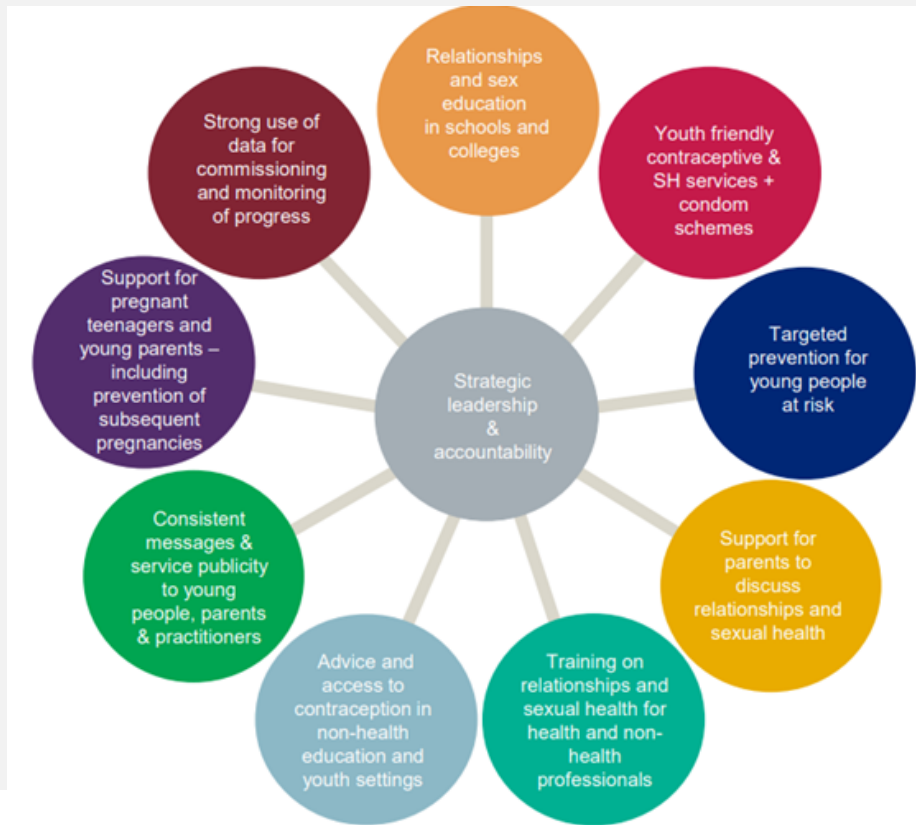 Relationships
and sex
education
in schools and
colleges
Youth friendly
contraceptive &
SH services +
condom
schemes
Targeted
prevention for
young people
at risk
Support for
parents to
discuss
relationships and
sexual health
Training on
relationships and
sexual health for
health and non-
health
professionals
Advice and
access to
contraception in
non-health
education and
youth settings
Consistent
messages &
service publicity
to young
people, parents
& practitioners
Support for
pregnant
teenagers and
young parents –
including
prevention of
subsequent
pregnancies
Strong use of
data for
commissioning
and monitoring
of progress
Strategic
leadership
&
accountability